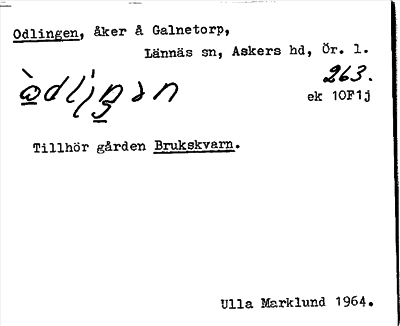 Odlingen, åker å Galnetorp,
Lännäs sn, Askers hd, Ör. l.
263.
ek 10F1j
Tillhör gården Brukskvarn.
Ulla Marklund 1964.